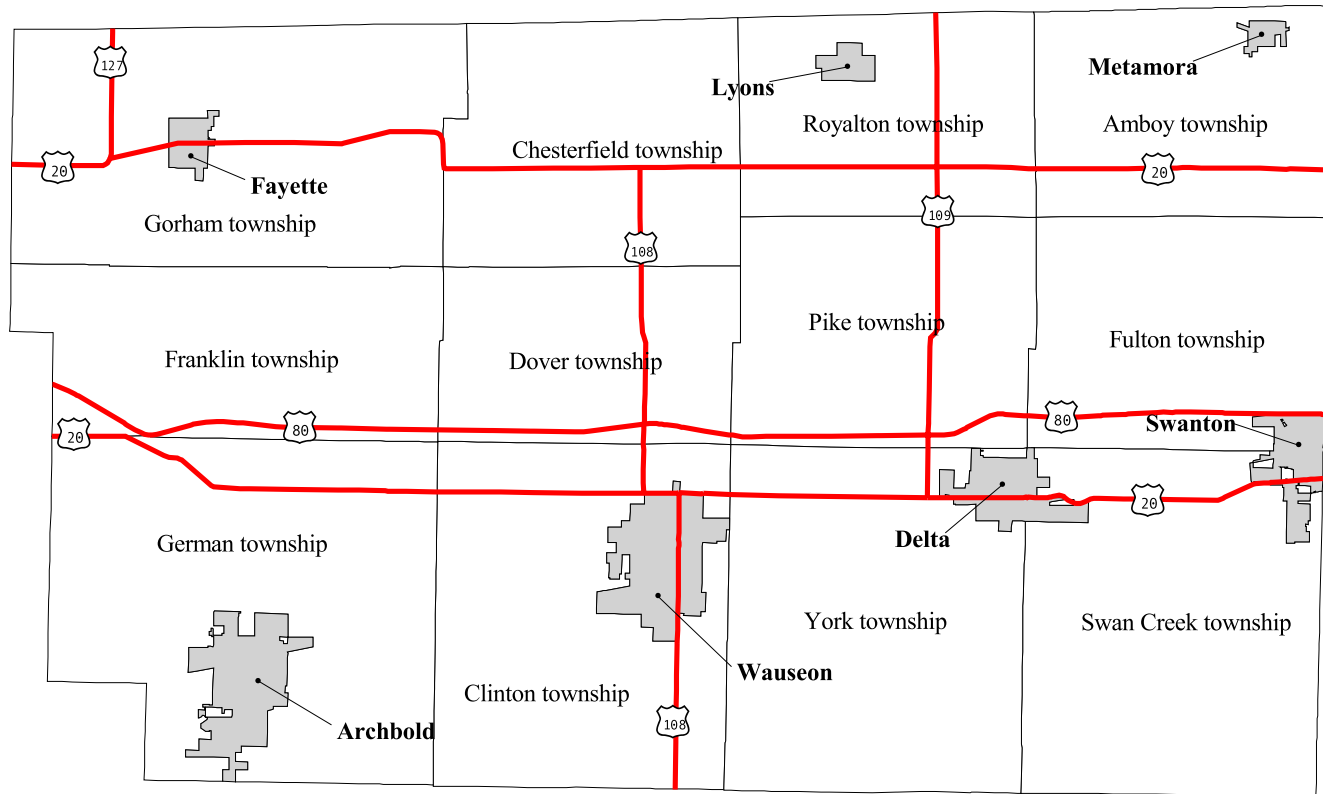 Metamora
127
Lyons
Royalton township
Amboy township
Chesterfield township
20
20
Fayette
109
Gorham township
108
Pike township
Fulton township
Franklin township
Dover township
80
80
Swanton
20
20
Delta
German township
York township
Swan Creek township
Wauseon
Clinton township
108
Archbold